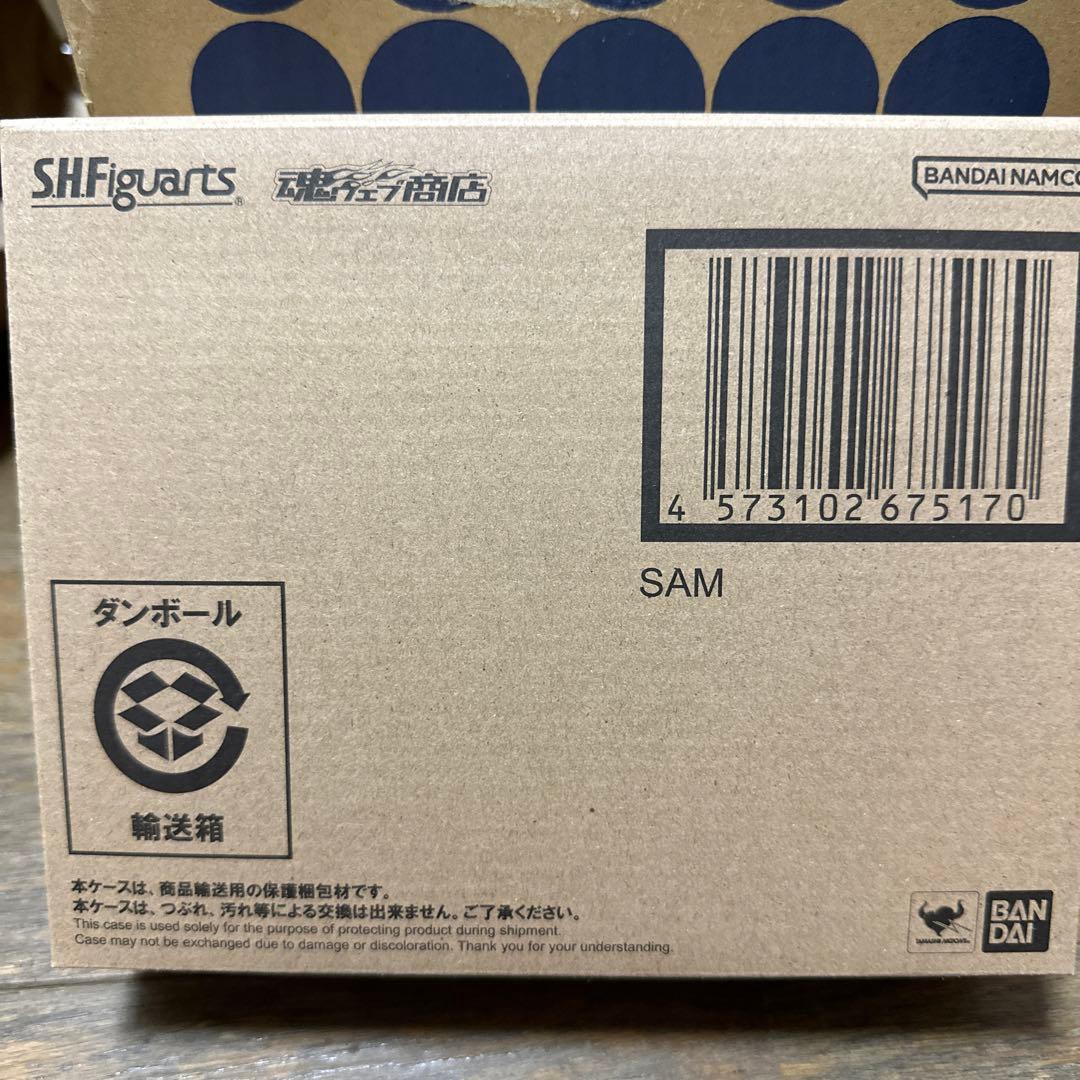 S.H.Figuarts®
魂ウェブ商店
BANDAI NAMCO
4 573102 675170
SAM
ダンボール
輸送箱
本ケースは、商品輸送用の保護梱包材です。
本ケースは、つぶれ、汚れ等による交換は出来ません。ご了承ください。
This case is used solely for the purpose of protecting product during shipment.
Case may not be exchanged due to damage or discoloration. Thank you for your understanding.
TAMASHII NATIONS
BAN
DAI